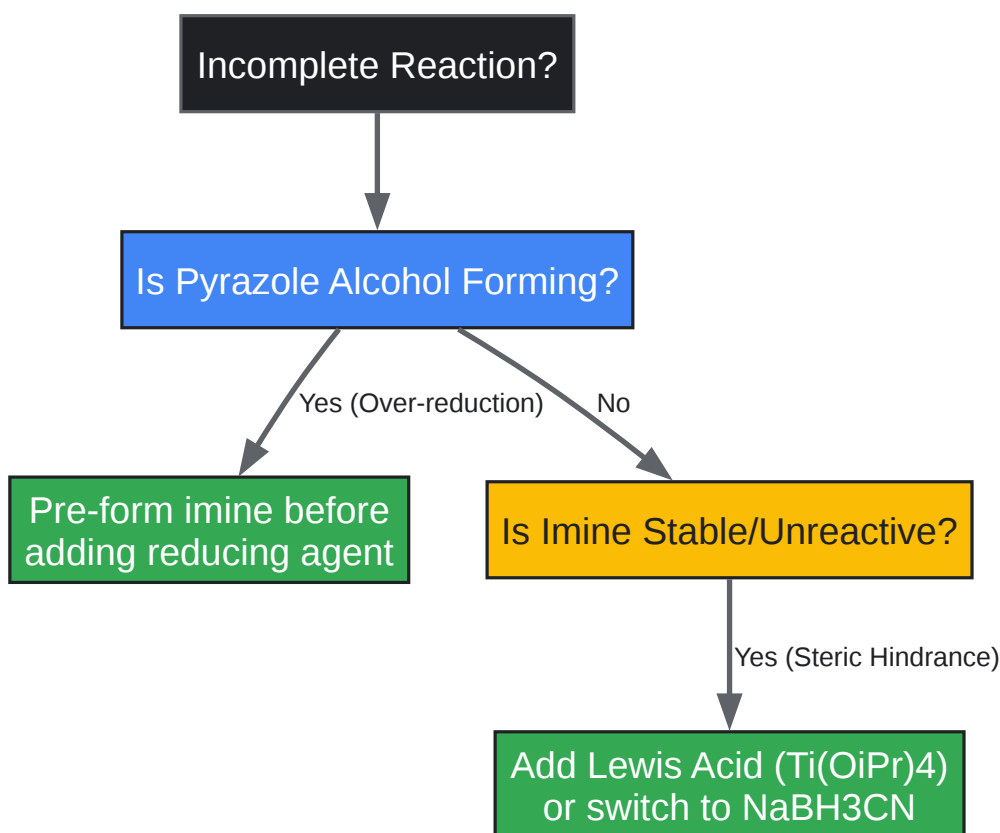 Incomplete Reaction?
Is Pyrazole Alcohol Forming?
Yes (Over-reduction)
No
Pre-form imine before
adding reducing agent
Is Imine Stable/Unreactive?
Yes (Steric Hindrance)
Add Lewis Acid (Ti(OiPr)4)
or switch to NaBH3CN